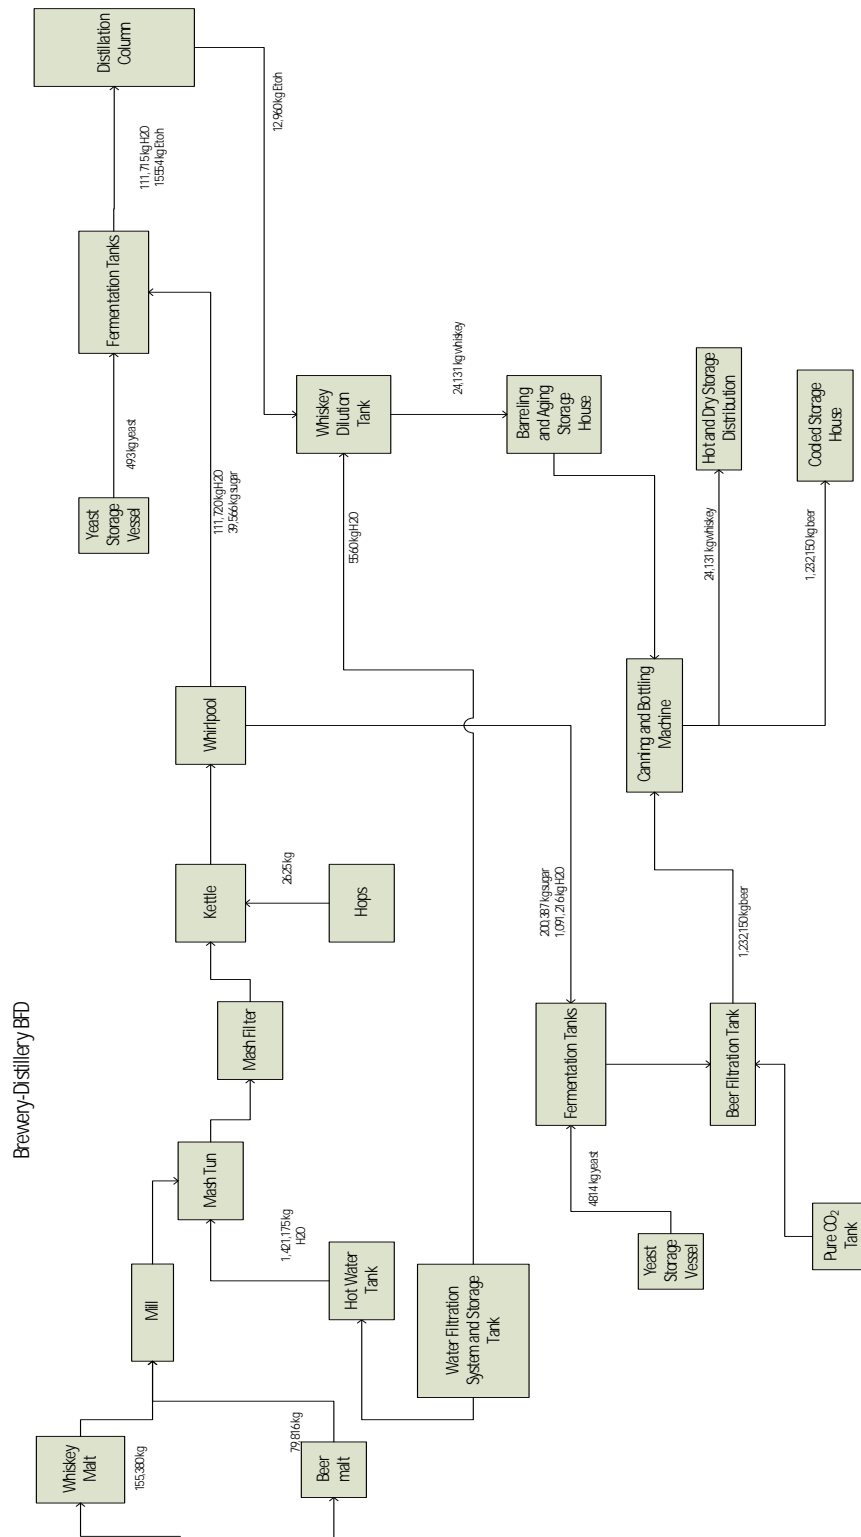 Brewery-Distillery BFD
Whiskey
Malt
155,380 kg
Beer
malt
79,816 kg
Mill
Mash Tun
1,421,175 kg
H2O
Hot Water
Tank
Water Filtration
System and Storage
Tank
Mash Filter
Kettle
2625 kg
Hops
Whirlpool
111,720 kg H2O
39,566 kg sugar
Yeast
Storage
Vessel
493 kg yeast
Fermentation Tanks
111,715 kg H2O
15554 kg Etoh
Distillation
Column
12,960 kg Etoh
5560 kg H2O
Whiskey
Dilution
Tank
24,131 kg whiskey
Barreling
and Aging
Storage
House
200,387 kg sugar
1,091,216 kg H2O
Fermentation Tanks
4814 kg yeast
Yeast
Storage
Vessel
Pure CO2
Tank
Beer Filtration Tank
1,232,150 kg beer
Canning and Bottling
Machine
24,131 kg whiskey
Hot and Dry Storage
Distribution
1,232,150 kg beer
Cooled Storage
House